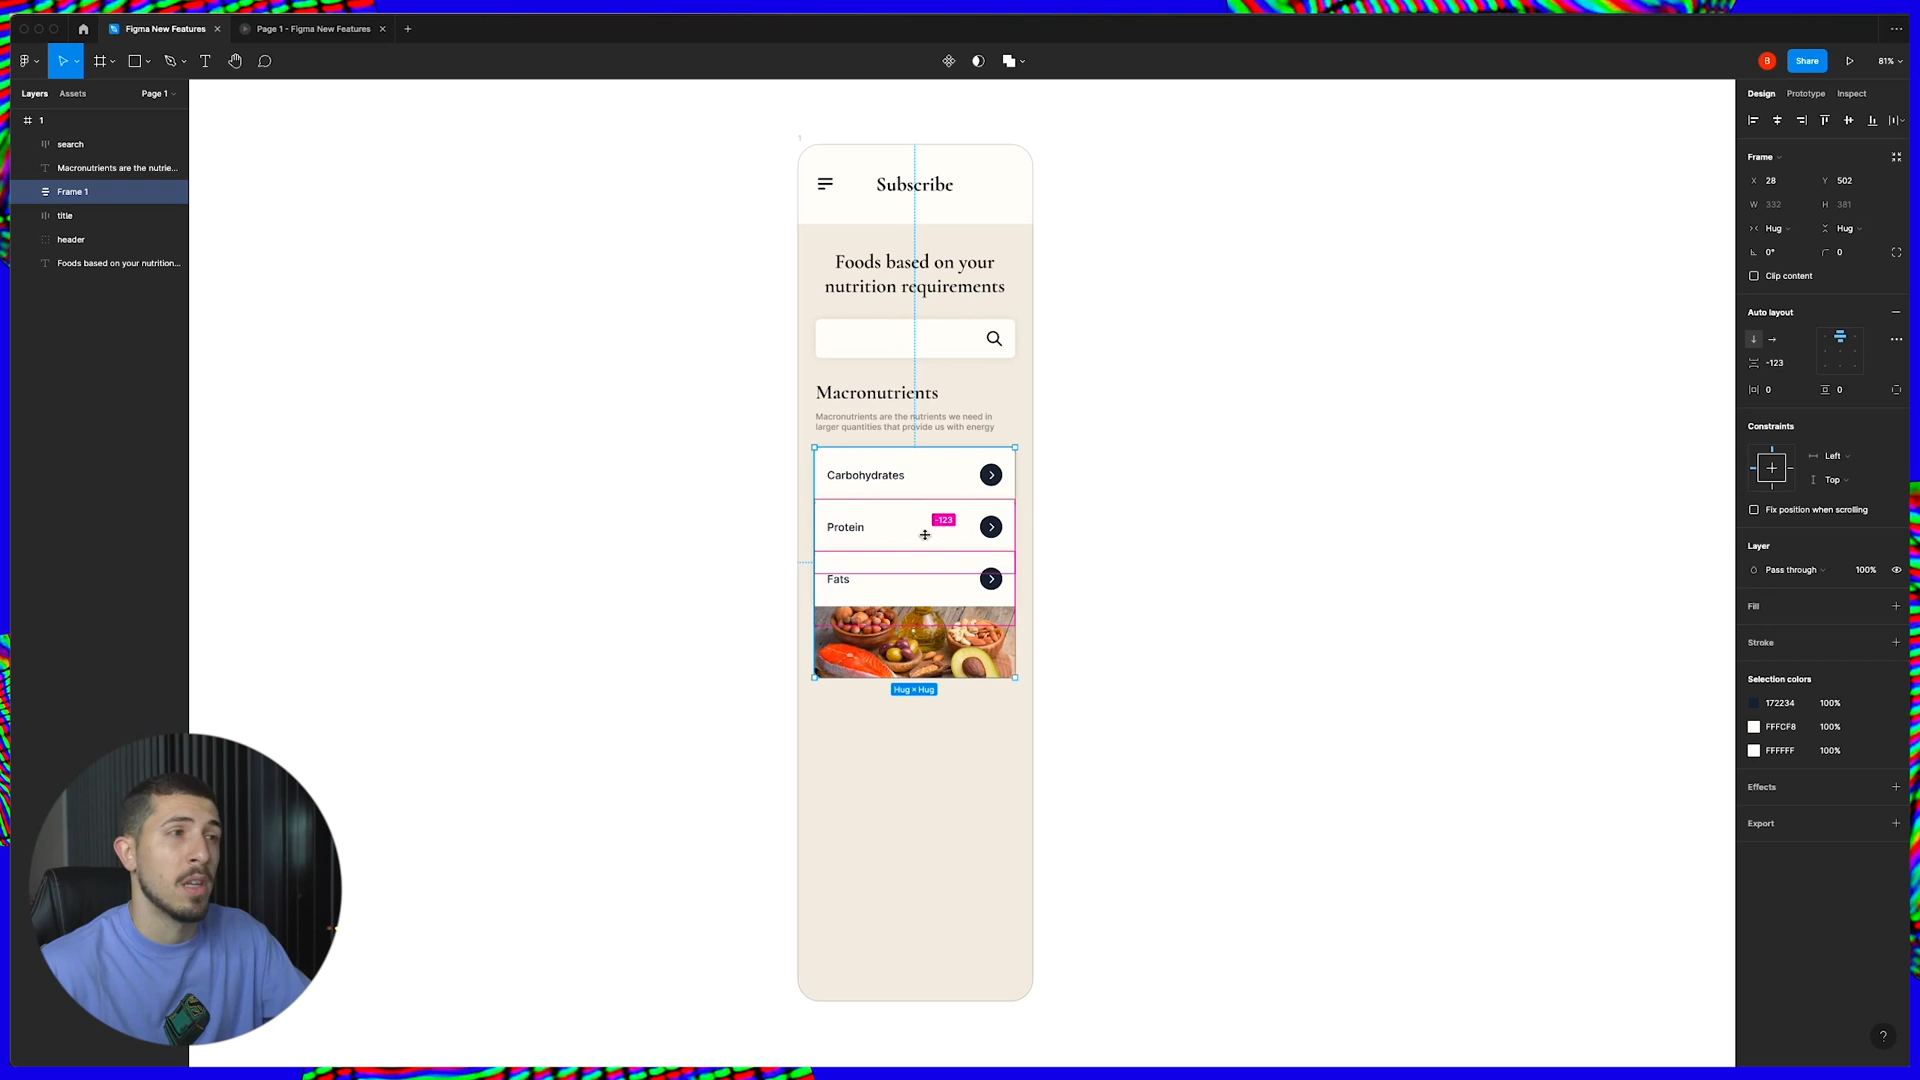 Figma New Features
Page 1 - Figma New Features
B
Share
81%
Layers
Assets
Page 1
1
search
Macronutrients are the nutrie...
Frame 1
title
header
Foods based on your nutrition...
1
Subscribe
Foods based on your
nutrition requirements
Macronutrients
Macronutrients are the nutrients we need in
larger quantities that provide us with energy
Carbohydrates
Protein
-123
Fats
Hug × Hug
Design
Prototype
Inspect
Frame
X 28
Y 502
W 332
H 381
Hug
Hug
0°
0
Clip content
Auto layout
-123
0
0
Constraints
Left
Top
Fix position when scrolling
Layer
Pass through
100%
Fill
Stroke
Selection colors
172234 100%
FFFCF8 100%
FFFFFF 100%
Effects
Export
?